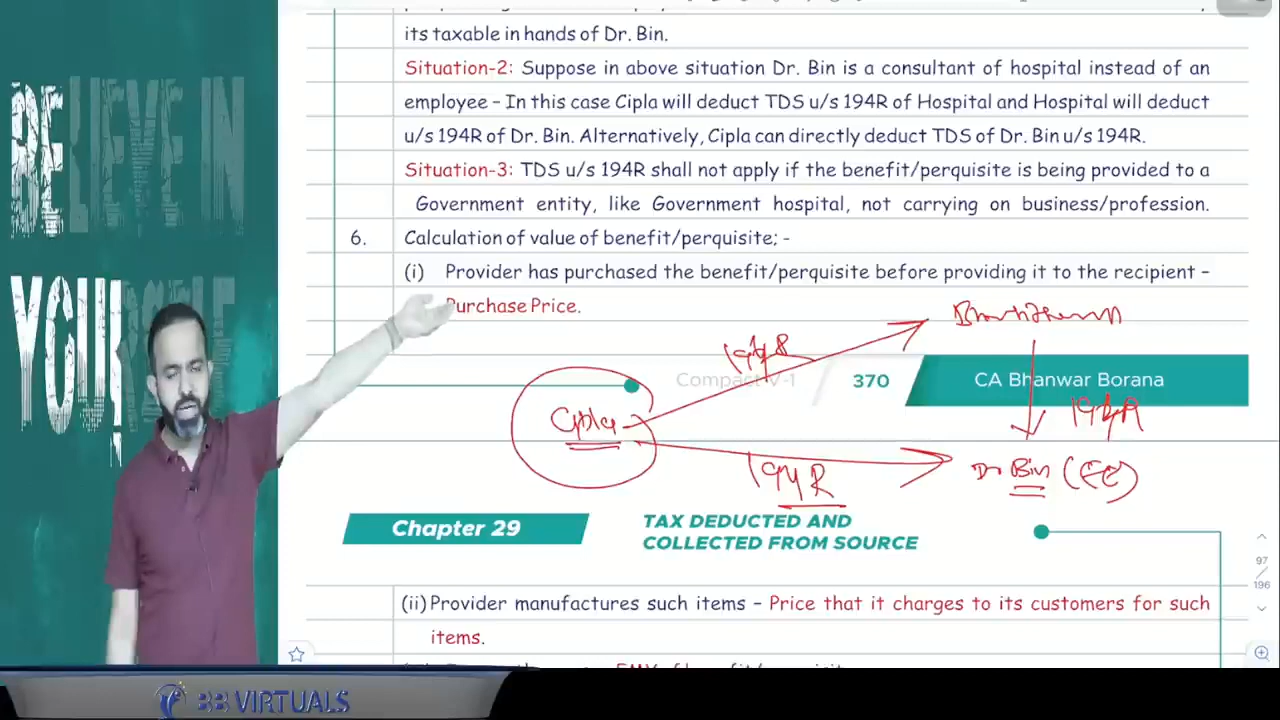 BELIEVE IN
YOURSELF
its taxable in hands of Dr. Bin.
Situation-2: Suppose in above situation Dr. Bin is a consultant of hospital instead of an
employee – In this case Cipla will deduct TDS u/s 194R of Hospital and Hospital will deduct
u/s 194R of Dr. Bin. Alternatively, Cipla can directly deduct TDS of Dr. Bin u/s 194R.
Situation-3: TDS u/s 194R shall not apply if the benefit/perquisite is being provided to a
Government entity, like Government hospital, not carrying on business/profession.
6. Calculation of value of benefit/perquisite; -
(i) Provider has purchased the benefit/perquisite before providing it to the recipient –
Purchase Price.
194R
Compact V-1 370 CA Bhanwar Borana
Cipla
194R
194R
Dr Bin (EE)
Chapter 29
TAX DEDUCTED AND
COLLECTED FROM SOURCE
97
/
196
(ii) Provider manufactures such items – Price that it charges to its customers for such
items.
BB VIRTUALS